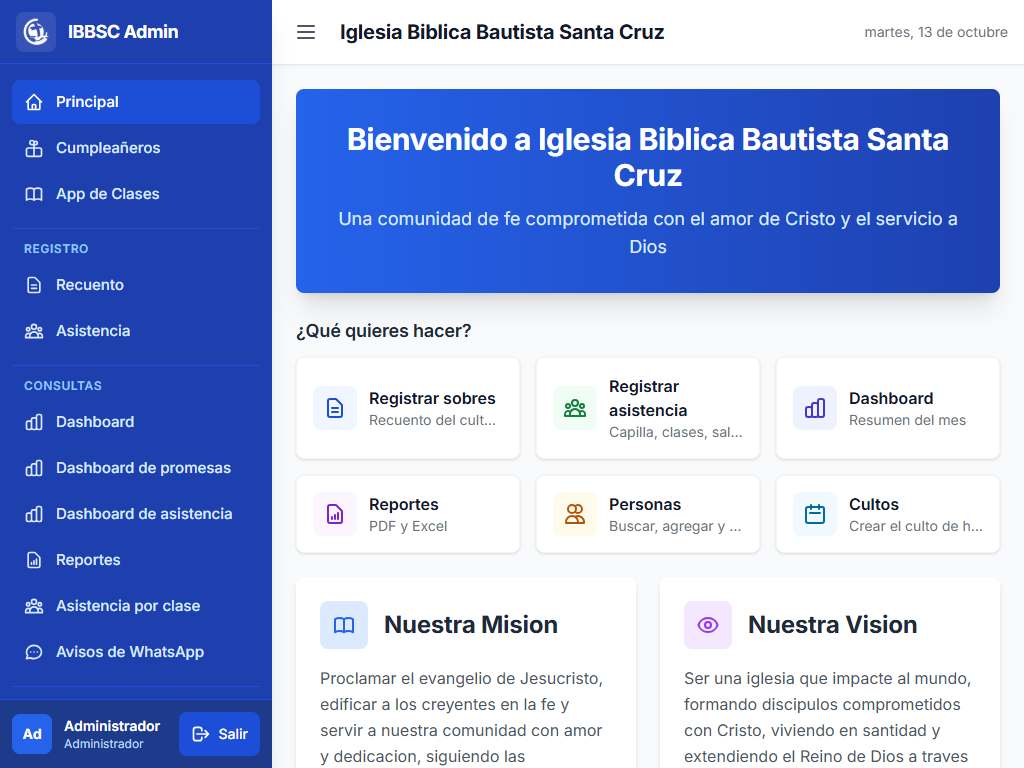 IBBSC Admin
Principal
Cumpleañeros
App de Clases
REGISTRO
Recuento
Asistencia
CONSULTAS
Dashboard
Dashboard de promesas
Dashboard de asistencia
Reportes
Asistencia por clase
Avisos de WhatsApp
Ad
Administrador
Administrador
Salir
Iglesia Biblica Bautista Santa Cruz
martes, 13 de octubre
Bienvenido a Iglesia Biblica Bautista Santa
Cruz
Una comunidad de fe comprometida con el amor de Cristo y el servicio a
Dios
¿Qué quieres hacer?
Registrar sobres
Recuento del cult...
Registrar
asistencia
Capilla, clases, sal...
Dashboard
Resumen del mes
Reportes
PDF y Excel
Personas
Buscar, agregar y ...
Cultos
Crear el culto de h...
Nuestra Mision
Proclamar el evangelio de Jesucristo,
edificar a los creyentes en la fe y
servir a nuestra comunidad con amor
y dedicacion, siguiendo las
Nuestra Vision
Ser una iglesia que impacte al mundo,
formando discipulos comprometidos
con Cristo, viviendo en santidad y
extendiendo el Reino de Dios a traves